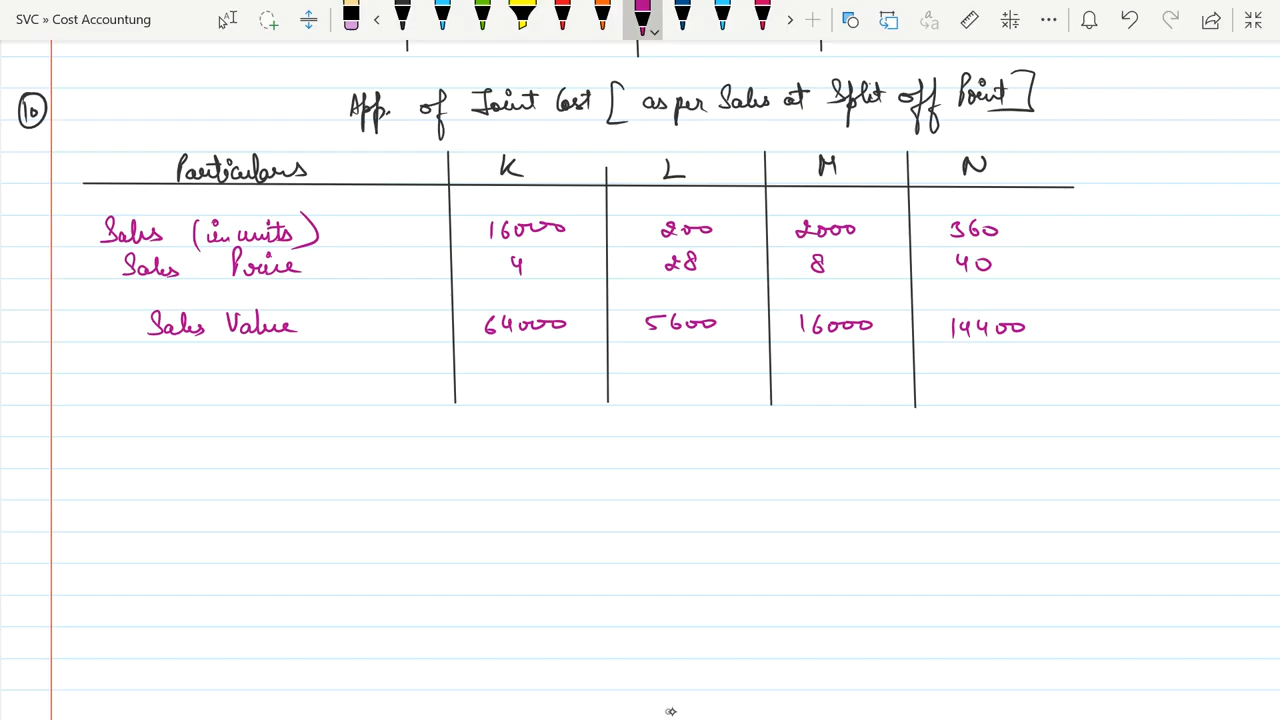 SVC » Cost Accountung
10 App. of Joint Cost [as per Sales at Split off Point]
Particulars K L M N
Sales (in units) 16000 200 2000 360
Sales Price 4 28 8 40
Sales Value 64000 5600 16000 14400